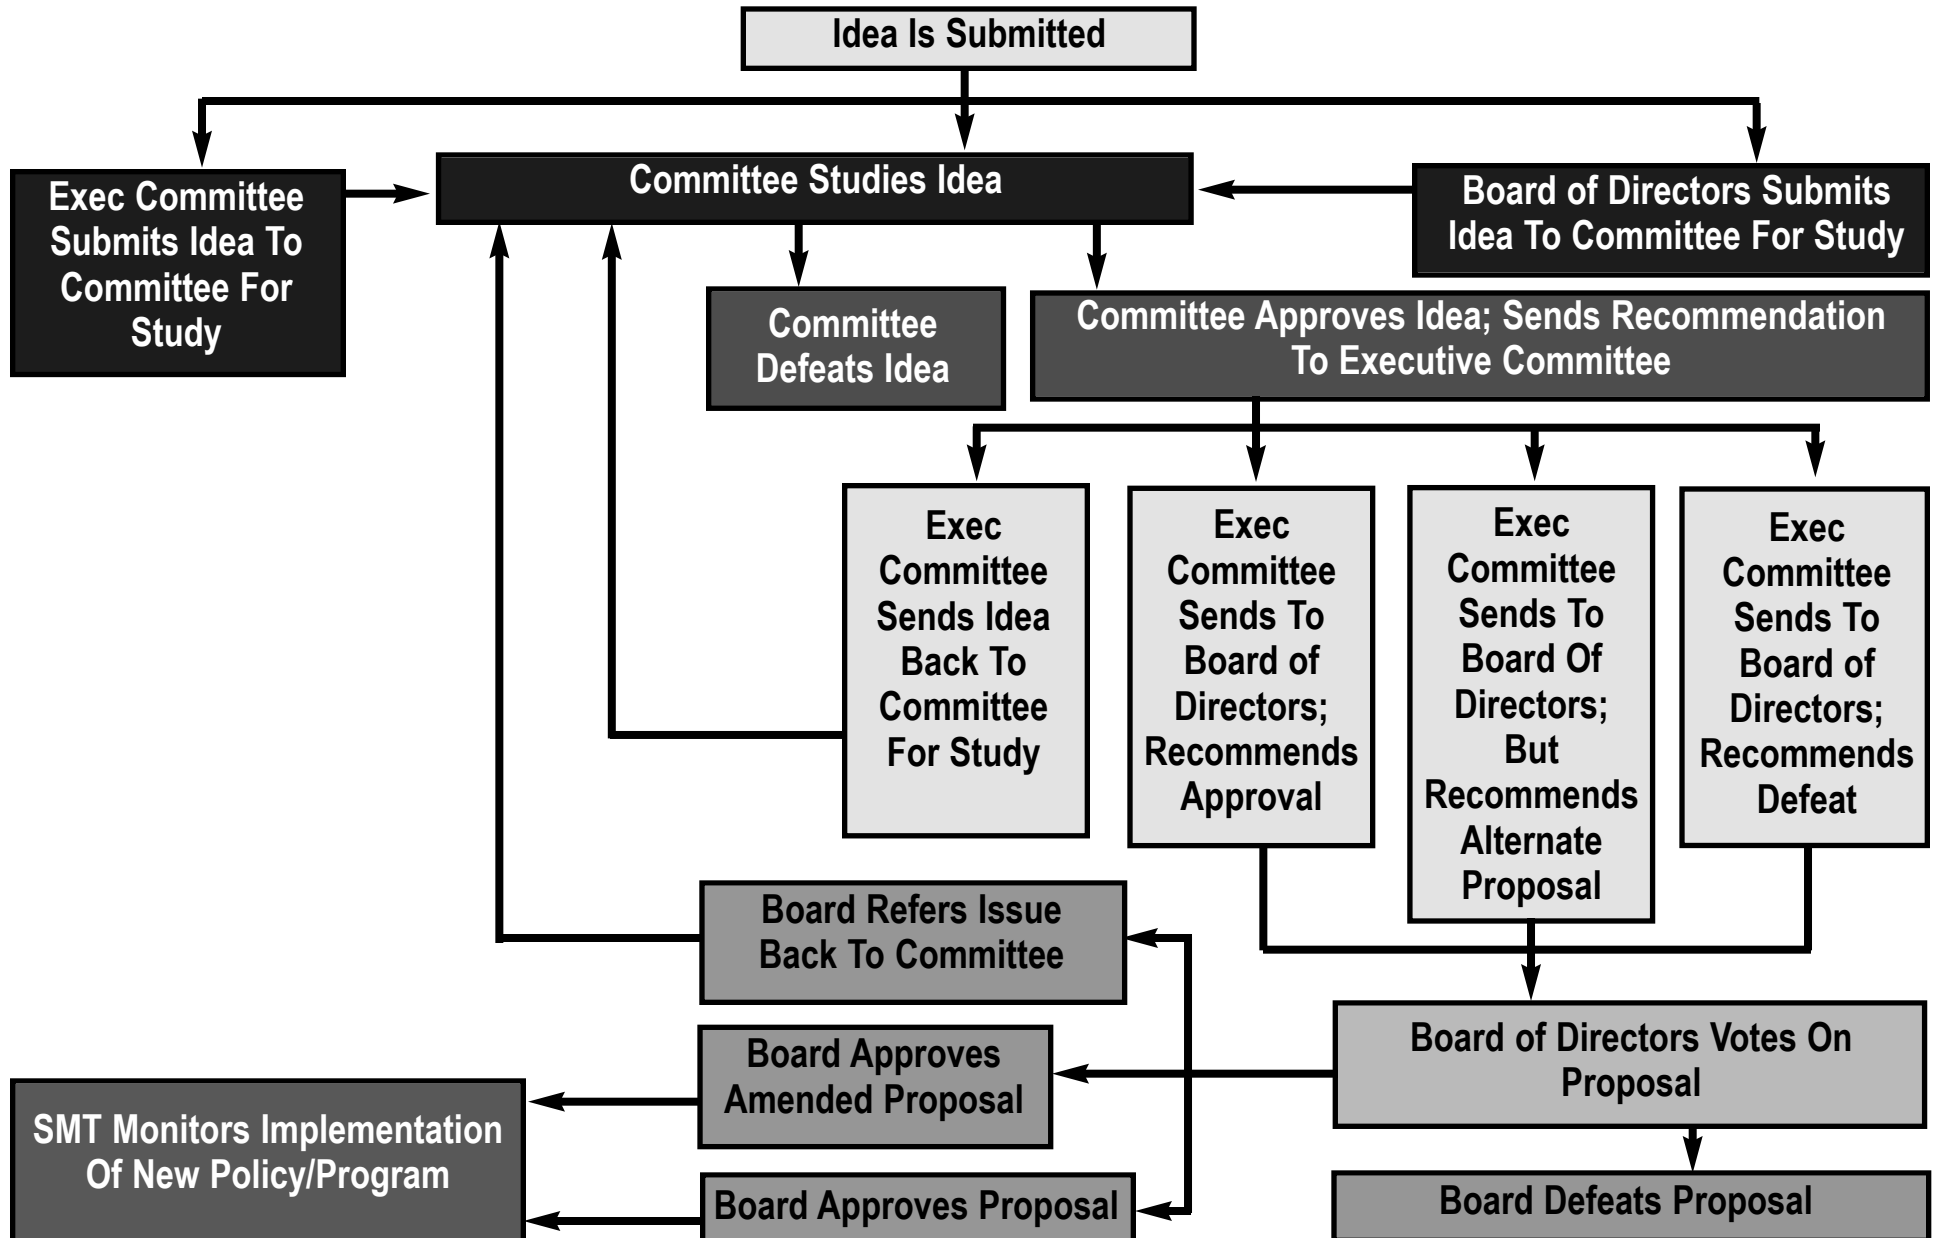 Idea Is Submitted
Exec Committee
Submits Idea To
Committee For
Study
Committee Studies Idea
Board of Directors Submits
Idea To Committee For Study
Committee
Defeats Idea
Committee Approves Idea; Sends Recommendation
To Executive Committee
Exec
Committee
Sends Idea
Back To
Committee
For Study
Exec
Committee
Sends To
Board of
Directors;
Recommends
Approval
Exec
Committee
Sends To
Board Of
Directors;
But
Recommends
Alternate
Proposal
Exec
Committee
Sends To
Board of
Directors;
Recommends
Defeat
Board Refers Issue
Back To Committee
Board of Directors Votes On
Proposal
Board Approves
Amended Proposal
SMT Monitors Implementation
Of New Policy/Program
Board Approves Proposal
Board Defeats Proposal